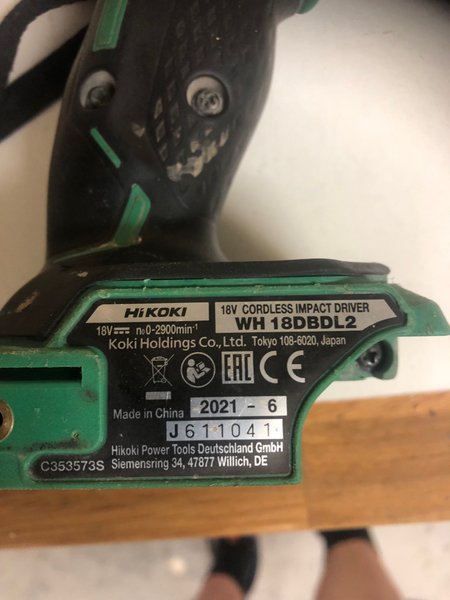 HiKOKI
18V CORDLESS IMPACT DRIVER
WH 18DBDL2
18V⎓ n₀0-2900min⁻¹
Koki Holdings Co., Ltd. Tokyo 108-6020, Japan
EAC CE
Made in China 2021 - 6
J611041
Hikoki Power Tools Deutschland GmbH
C353573S Siemensring 34, 47877 Willich, DE